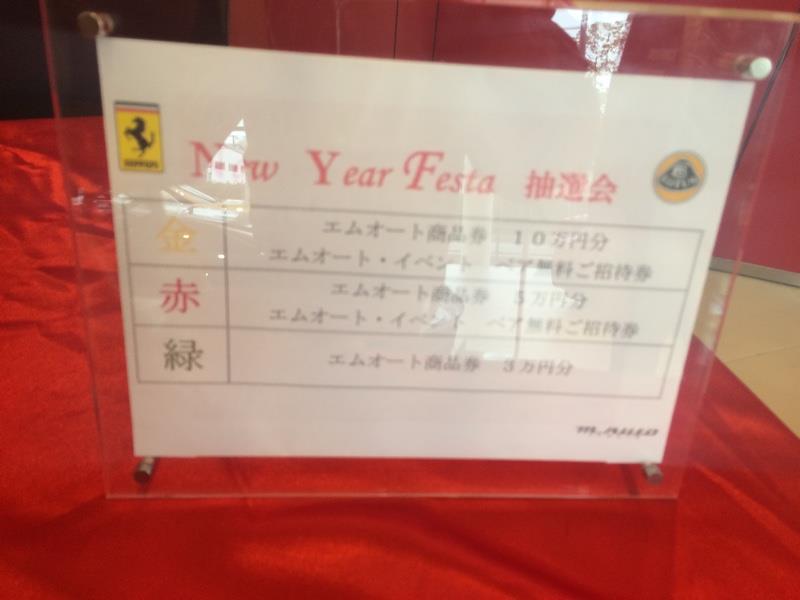 Ferrari
New Year Festa 抽選会
LOTUS
金
エムオート商品券 10万円分
エムオート・イベント ペア無料ご招待券
赤
エムオート商品券 5万円分
エムオート・イベント ペア無料ご招待券
緑
エムオート商品券 3万円分
m.auto